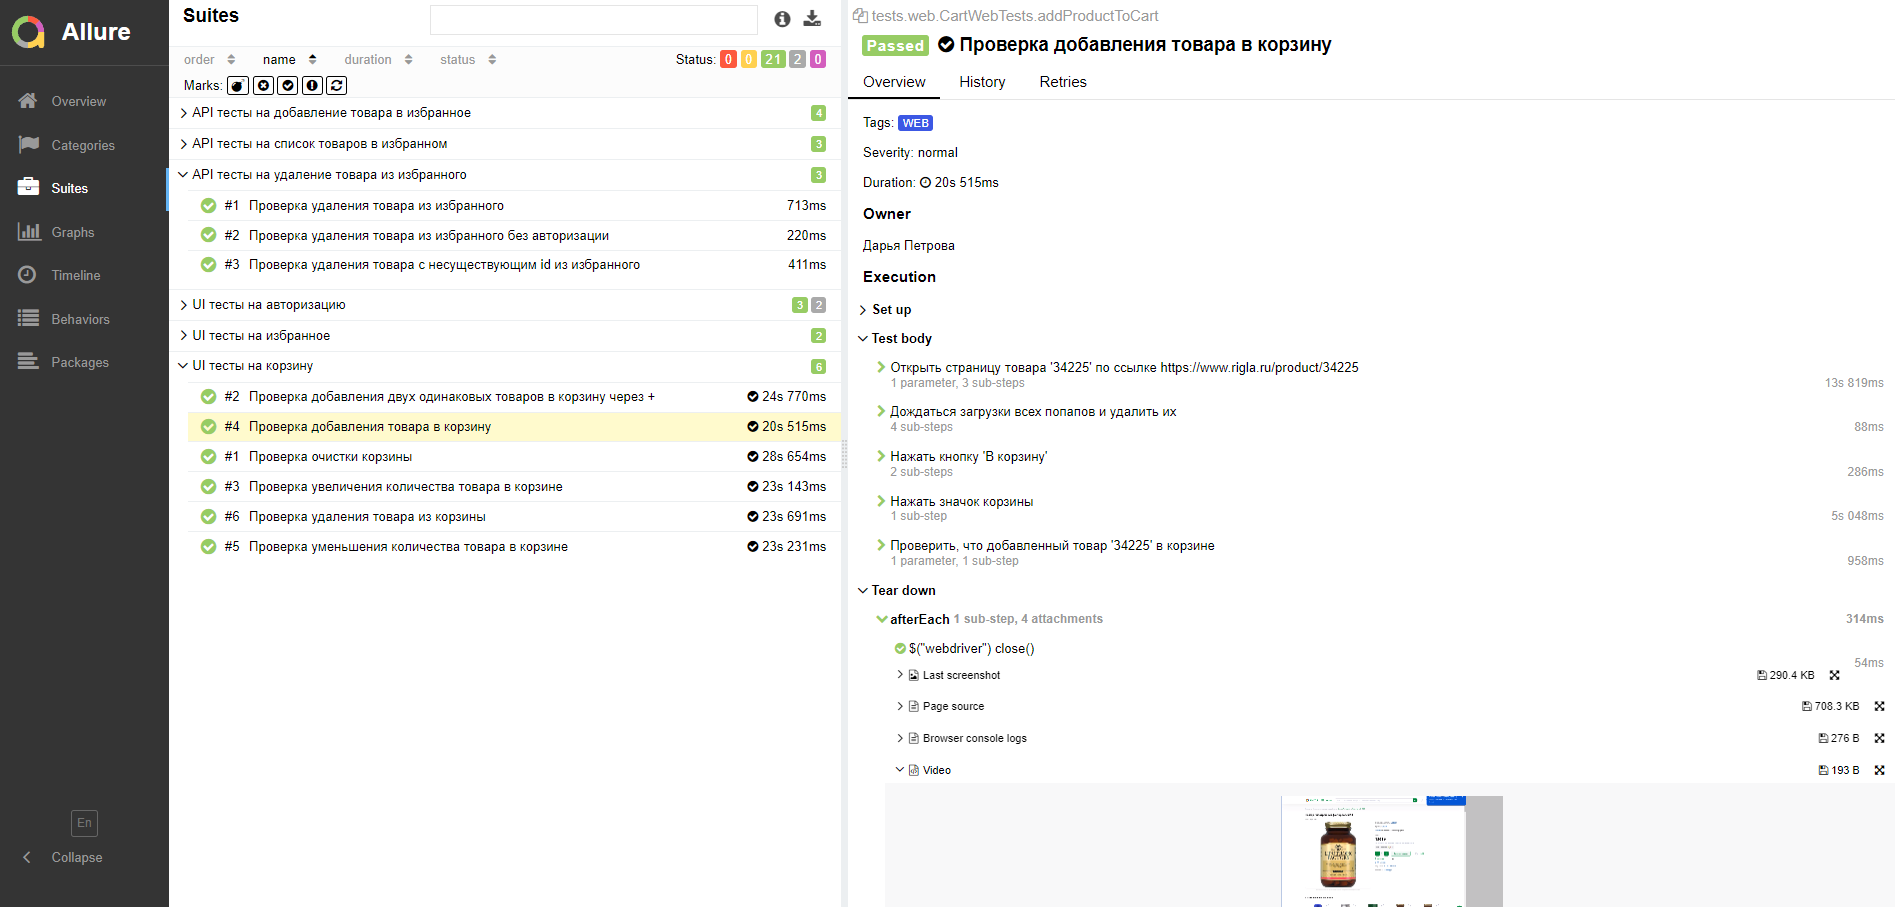 Allure
Overview
Categories
Suites
Graphs
Timeline
Behaviors
Packages
En
Collapse
Suites
order name duration status Status: 0 0 21 2 0
Marks:
API тесты на добавление товара в избранное 4
API тесты на список товаров в избранном 3
API тесты на удаление товара из избранного 3
#1 Проверка удаления товара из избранного 713ms
#2 Проверка удаления товара из избранного без авторизации 220ms
#3 Проверка удаления товара с несуществующим id из избранного 411ms
UI тесты на авторизацию 3 2
UI тесты на избранное 2
UI тесты на корзину 6
#2 Проверка добавления двух одинаковых товаров в корзину через + 24s 770ms
#4 Проверка добавления товара в корзину 20s 515ms
#1 Проверка очистки корзины 28s 654ms
#3 Проверка увеличения количества товара в корзине 23s 143ms
#6 Проверка удаления товара из корзины 23s 691ms
#5 Проверка уменьшения количества товара в корзине 23s 231ms
tests.web.CartWebTests.addProductToCart
Passed Проверка добавления товара в корзину
Overview History Retries
Tags: WEB
Severity: normal
Duration: 20s 515ms
Owner
Дарья Петрова
Execution
Set up
Test body
Открыть страницу товара '34225' по ссылке https://www.rigla.ru/product/34225
1 parameter, 3 sub-steps 13s 819ms
Дождаться загрузки всех попапов и удалить их
4 sub-steps 88ms
Нажать кнопку 'В корзину'
2 sub-steps 286ms
Нажать значок корзины
1 sub-step 5s 048ms
Проверить, что добавленный товар '34225' в корзине
1 parameter, 1 sub-step 958ms
Tear down
afterEach 1 sub-step, 4 attachments 314ms
$("webdriver") close()
54ms
Last screenshot 290.4 KB
Page source 708.3 KB
Browser console logs 276 B
Video 193 B